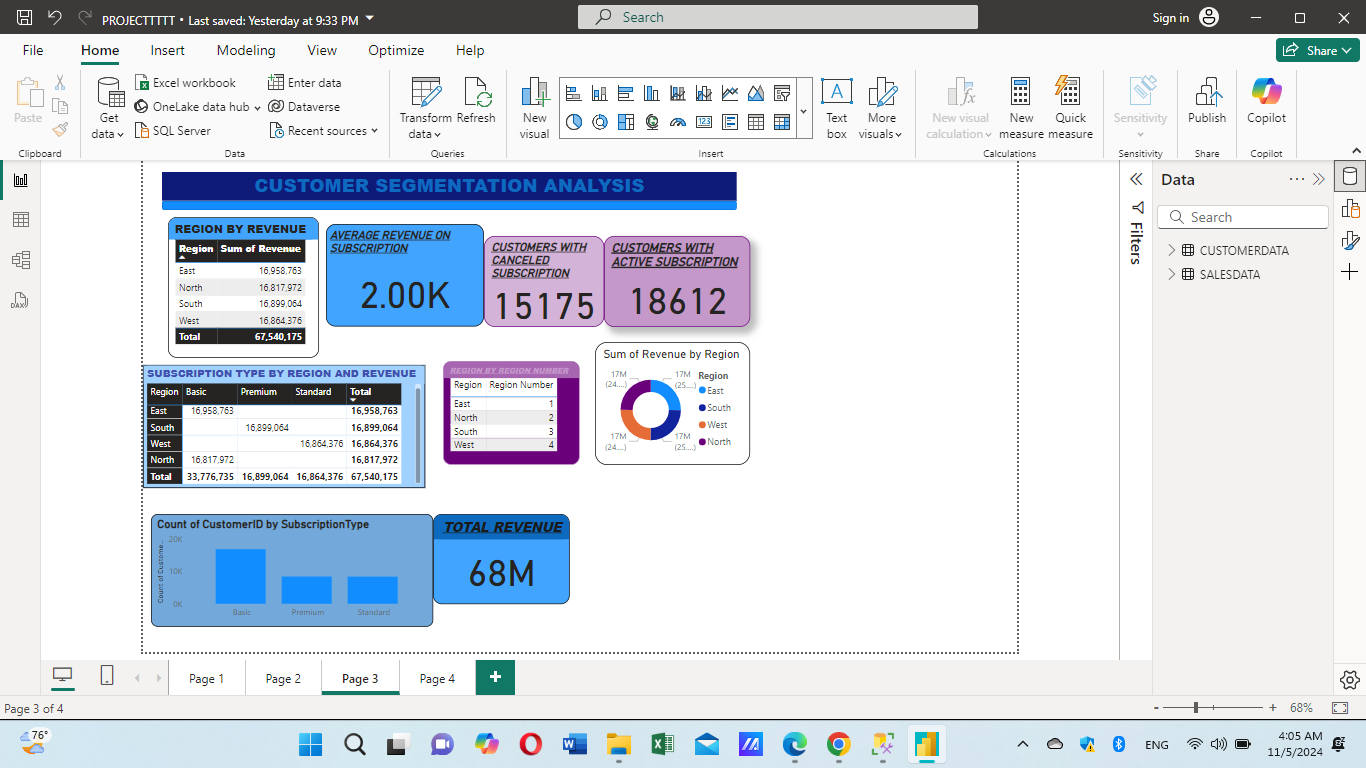 PROJECTTTTT • Last saved: Yesterday at 9:33 PM
Search
Sign in
File Home Insert Modeling View Optimize Help
Share
Paste
Get data
Excel workbook
OneLake data hub
SQL Server
Enter data
Dataverse
Recent sources
Transform data
Refresh
New visual
123
A
Text box
More visuals
New visual calculation
New measure
Quick measure
Sensitivity
Publish
Copilot
Clipboard Data Queries Insert Calculations Sensitivity Share Copilot
CUSTOMER SEGMENTATION ANALYSIS
REGION BY REVENUE
Region Sum of Revenue
East 16,958,763
North 16,817,972
South 16,899,064
West 16,864,376
Total 67,540,175
AVERAGE REVENUE ON
SUBSCRIPTION
2.00K
CUSTOMERS WITH
CANCELED
SUBSCRIPTION
15175
CUSTOMERS WITH
ACTIVE SUBSCRIPTION
18612
SUBSCRIPTION TYPE BY REGION AND REVENUE
Region Basic Premium Standard Total
East 16,958,763 16,958,763
South 16,899,064 16,899,064
West 16,864,376 16,864,376
North 16,817,972 16,817,972
Total 33,776,735 16,899,064 16,864,376 67,540,175
REGION BY REGION NUMBER
Region Region Number
East 1
North 2
South 3
West 4
Sum of Revenue by Region
17M
(24....)
17M
(25....)
17M
(24....)
17M
(25....)
Region
East
South
West
North
Count of CustomerID by SubscriptionType
Count of Custome...
20K
10K
0K
Basic Premium Standard
TOTAL REVENUE
68M
Filters
Data
Search
CUSTOMERDATA
SALESDATA
DAX
Page 1 Page 2 Page 3 Page 4 +
Page 3 of 4
- + 68%
76°
ENG
4:05 AM
11/5/2024